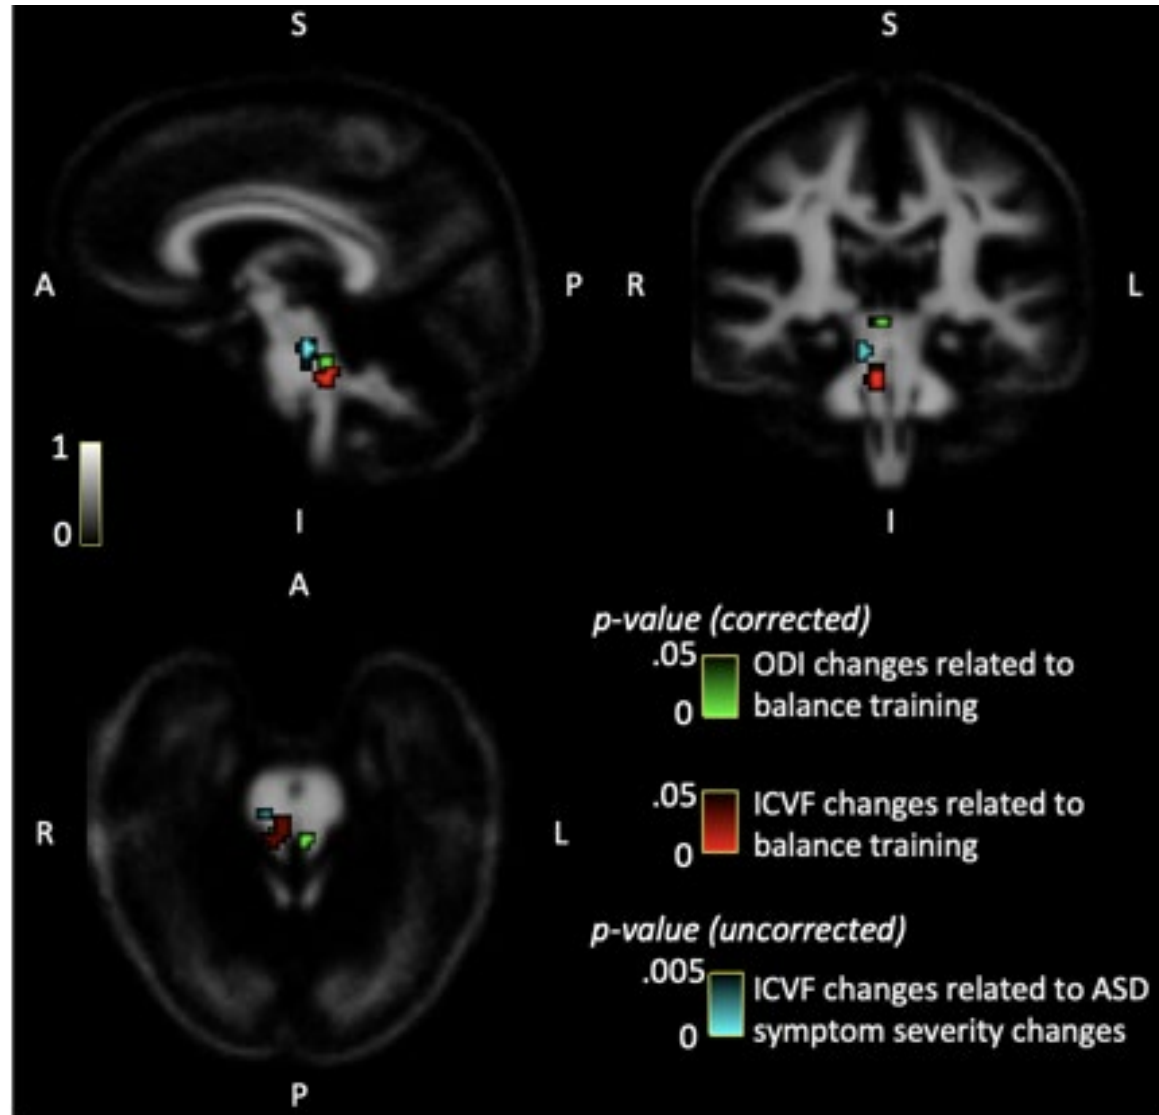 S
S
A
P
R
L
1
0
I
I
A
p-value (corrected)
.05
ODI changes related to
0
balance training
.05
ICVF changes related to
0
balance training
R
L
p-value (uncorrected)
.005
ICVF changes related to ASD
0
symptom severity changes
P